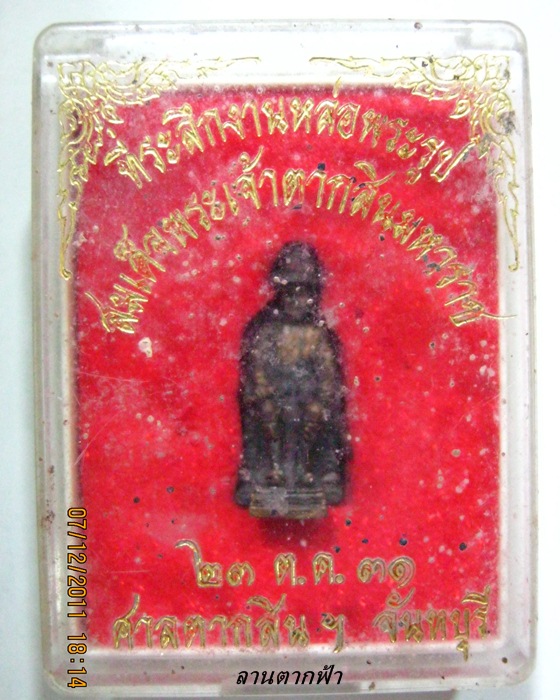 ที่ระลึกงานหล่อพระรูป
สมเด็จพระเจ้าตากสินมหาราช
๒๓ ต.ค. ๓๑
ศาลตากสินฯ จันทบุรี
07/12/2011 18:14
ลานตากฟ้า